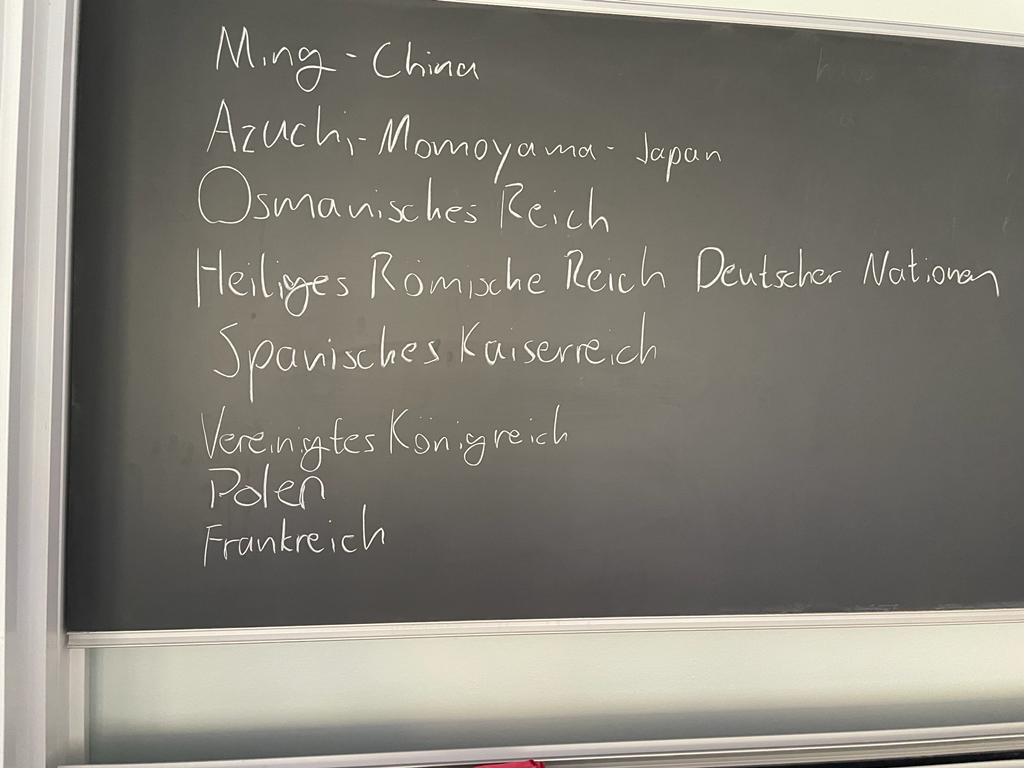 Ming - China
Azuchi - Momoyama - Japan
Osmanisches Reich
Heiliges Römische Reich Deutscher Nationen
Spanisches Kaiserreich
Vereinigtes Königreich
Polen
Frankreich